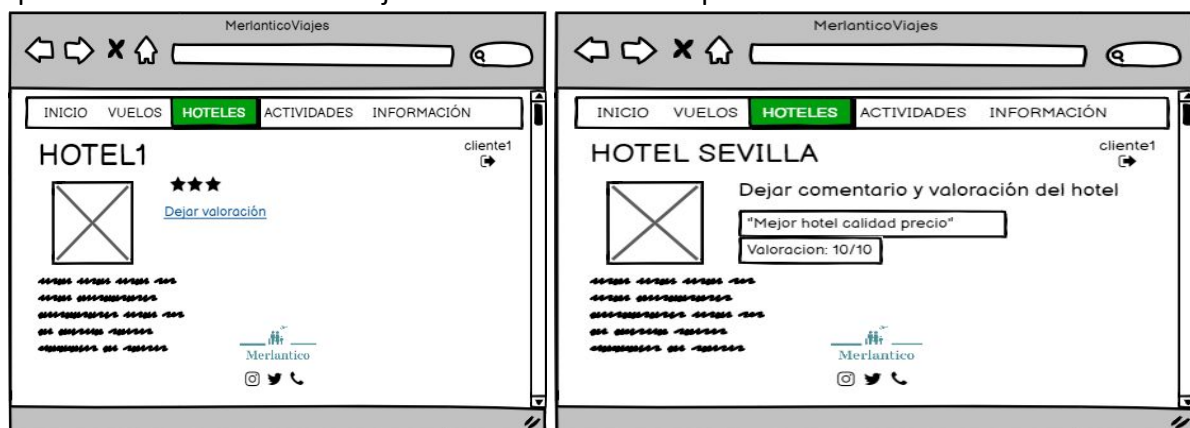 MerlanticoViajes
INICIO VUELOS HOTELES ACTIVIDADES INFORMACIÓN
HOTEL1
cliente1
Dejar valoración
Merlantico
MerlanticoViajes
INICIO VUELOS HOTELES ACTIVIDADES INFORMACIÓN
HOTEL SEVILLA
cliente1
Dejar comentario y valoración del hotel
"Mejor hotel calidad precio"
Valoracion: 10/10
Merlantico